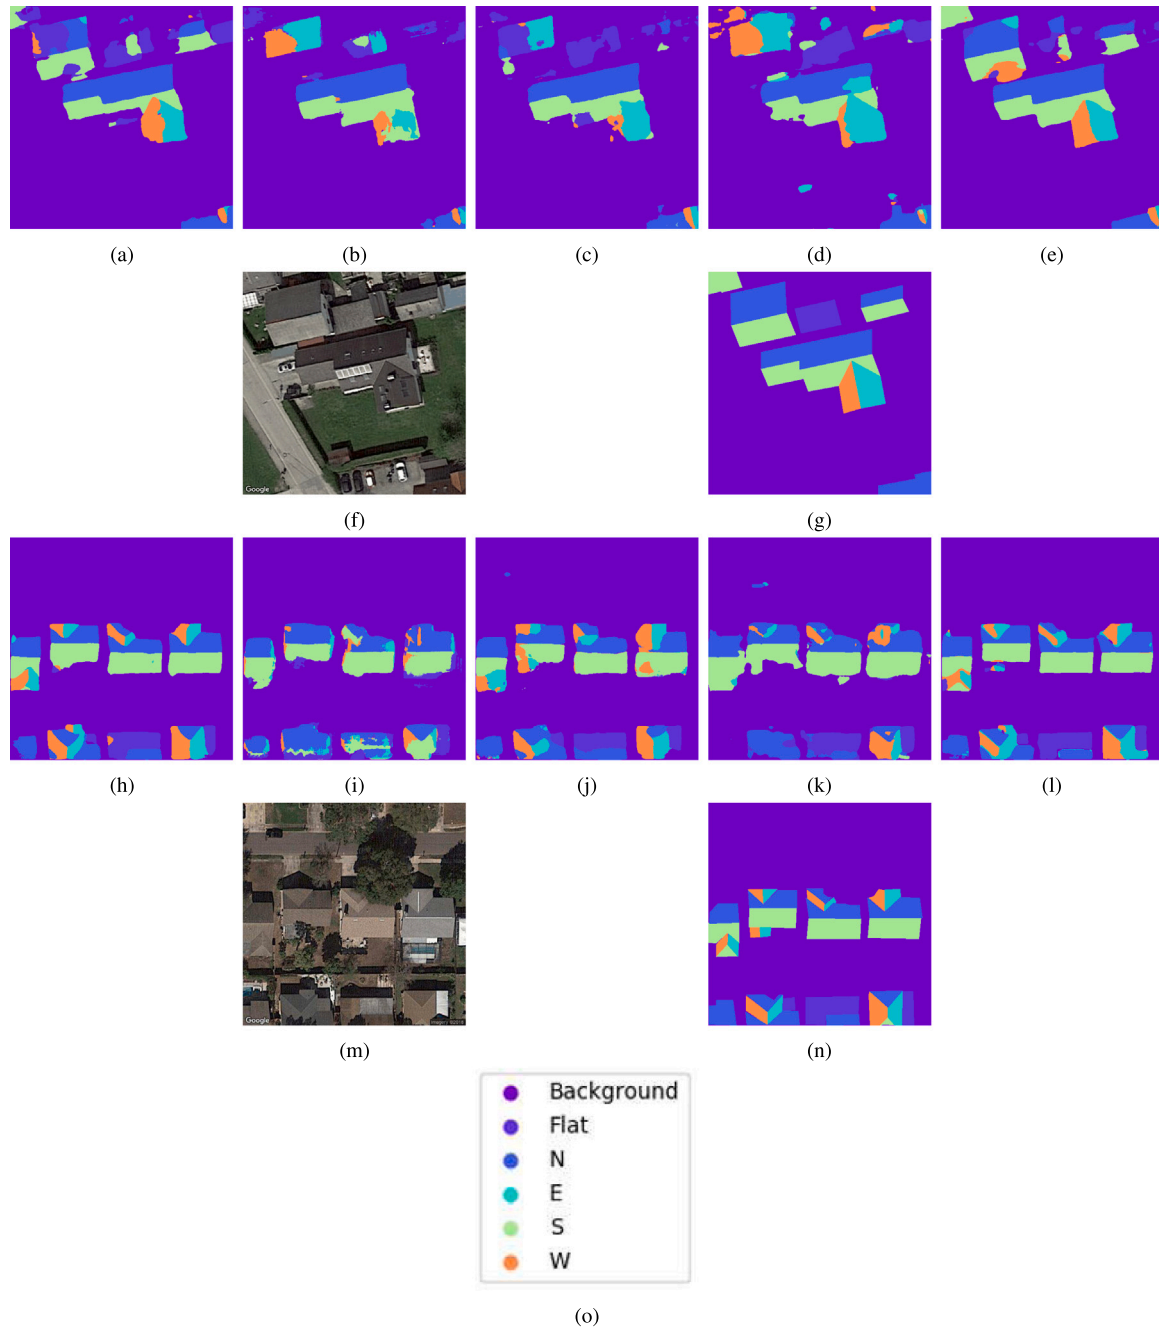 (a) (b) (c) (d) (e)
Google
(f) (g)
(h) (i) (j) (k) (l)
Google
(m) (n)
Background
Flat
N
E
S
W
(o)